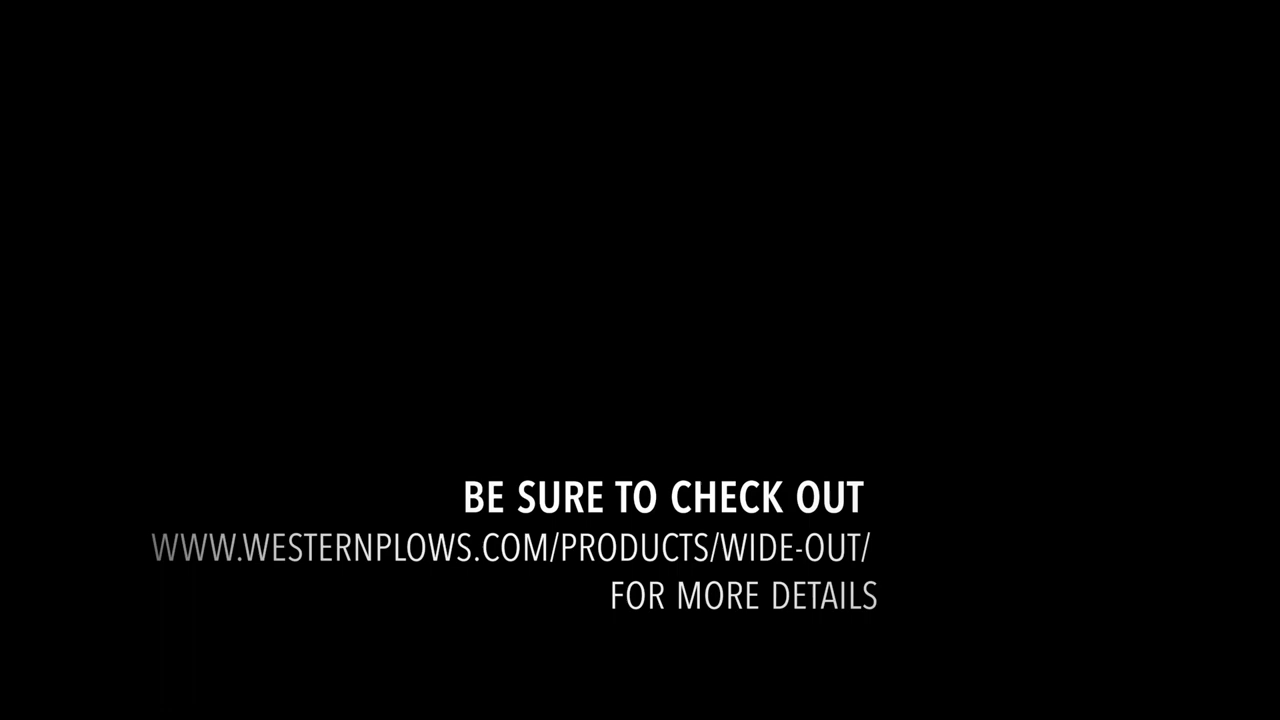 BE SURE TO CHECK OUT
WWW.WESTERNPLOWS.COM/PRODUCTS/WIDE-OUT/
FOR MORE DETAILS